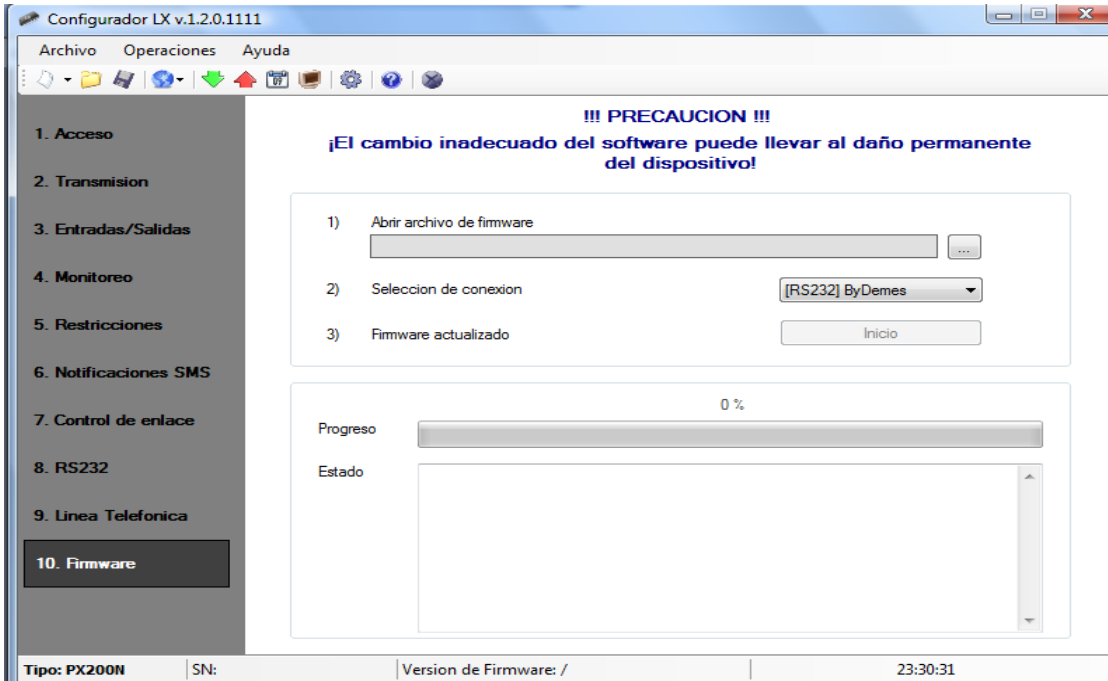 Configurador LX v.1.2.0.1111
Archivo Operaciones Ayuda
1. Acceso
2. Transmision
3. Entradas/Salidas
4. Monitoreo
5. Restricciones
6. Notificaciones SMS
7. Control de enlace
8. RS232
9. Linea Telefonica
10. Firmware
!!! PRECAUCION !!!
¡El cambio inadecuado del software puede llevar al daño permanente
del dispositivo!
1) Abrir archivo de firmware
...
2) Seleccion de conexion [RS232] ByDemes
3) Firmware actualizado Inicio
0 %
Progreso
Estado
Tipo: PX200N SN: Version de Firmware: / 23:30:31